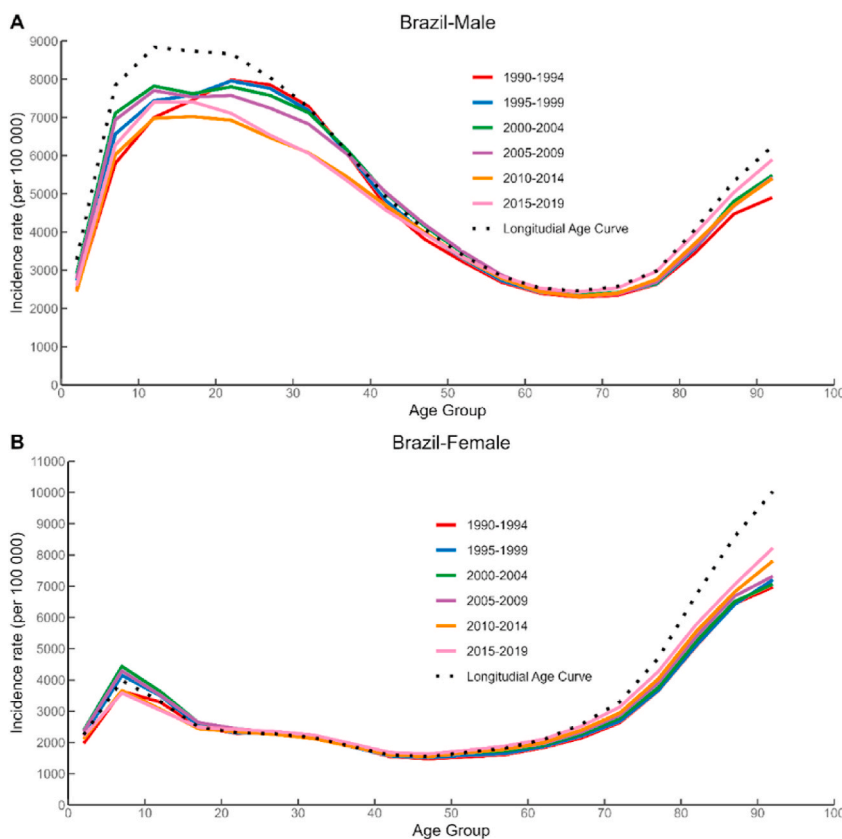 A
Brazil-Male
9000
8000
7000
6000
5000
4000
3000
2000
1000
0
Incidence rate (per 100 000)
1990-1994
1995-1999
2000-2004
2005-2009
2010-2014
2015-2019
Longitudial Age Curve
0 10 20 30 40 50 60 70 80 90 100
Age Group
B
Brazil-Female
11000
10000
9000
8000
7000
6000
5000
4000
3000
2000
1000
0
Incidence rate (per 100 000)
1990-1994
1995-1999
2000-2004
2005-2009
2010-2014
2015-2019
Longitudial Age Curve
0 10 20 30 40 50 60 70 80 90 100
Age Group